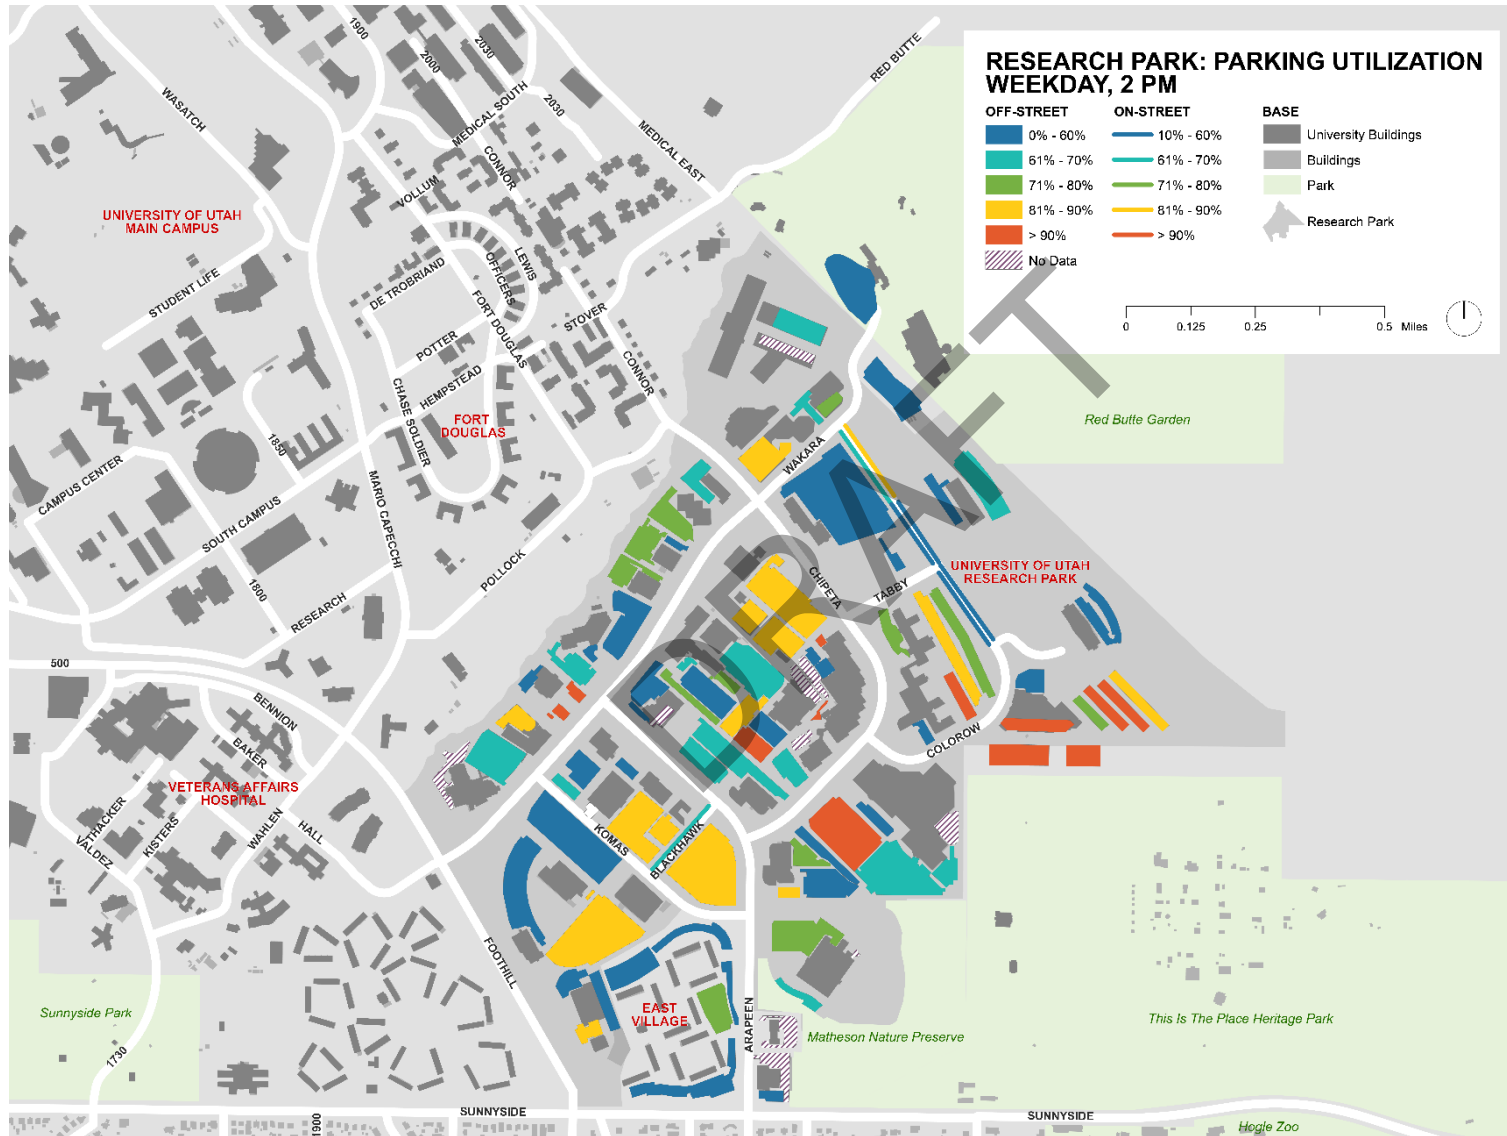 RESEARCH PARK: PARKING UTILIZATION
WEEKDAY, 2 PM
OFF-STREET
0% - 60%
61% - 70%
71% - 80%
81% - 90%
> 90%
No Data
ON-STREET
10% - 60%
61% - 70%
71% - 80%
81% - 90%
> 90%
BASE
University Buildings
Buildings
Park
Research Park
0
0.125
0.25
0.5 Miles
DRAFT
1900
2000
2030
2030
WASATCH
MEDICAL SOUTH
MEDICAL EAST
RED BUTTE
CONNOR
VOLLUM
UNIVERSITY OF UTAH
MAIN CAMPUS
STUDENT LIFE
DE TROBRIAND
OFFICERS
LEWIS
FORT DOUGLAS
STOVER
POTTER
HEMPSTEAD
CONNOR
CHASE SOLDIER
FORT
DOUGLAS
Red Butte Garden
1850
WAKARA
CAMPUS CENTER
SOUTH CAMPUS
MARIO CAPECCHI
POLLOCK
CHIPETA
TABBY
UNIVERSITY OF UTAH
RESEARCH PARK
1800
RESEARCH
500
BENNION
BAKER
COLOROW
VETERANS AFFAIRS
HOSPITAL
THACKER
VALDEZ
KISTERS
WAHLEN
HALL
KOMAS
BLACKHAWK
FOOTHILL
EAST
VILLAGE
ARAPEEN
Sunnyside Park
Matheson Nature Preserve
This Is The Place Heritage Park
1730
SUNNYSIDE
SUNNYSIDE
1900
Hogle Zoo